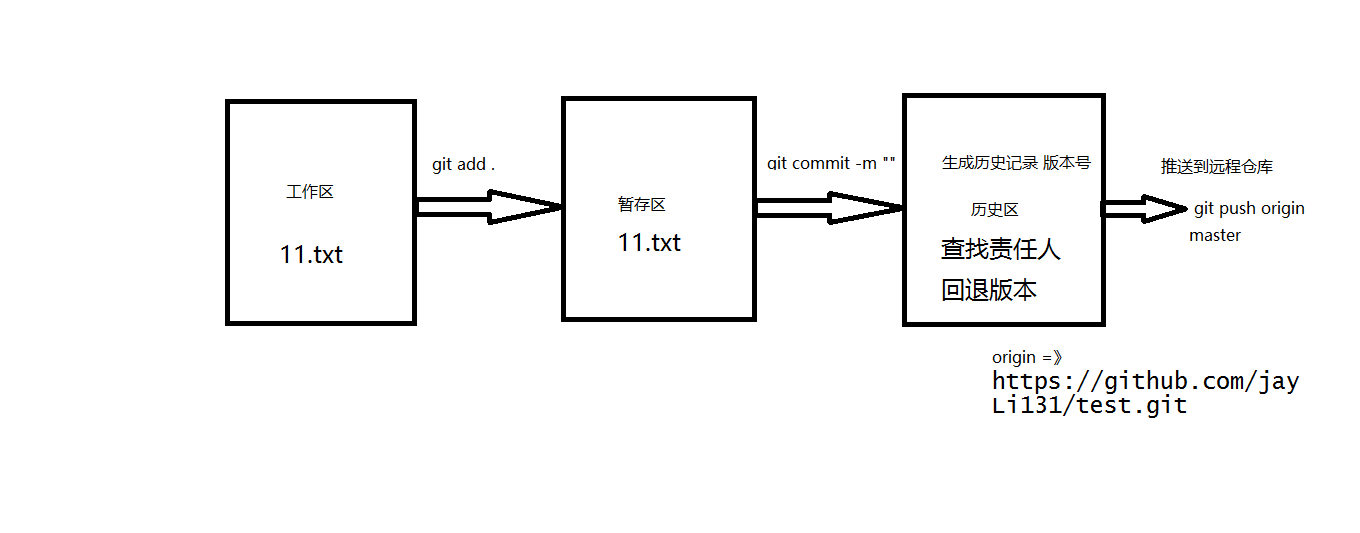 工作区
11.txt
git add .
暂存区
11.txt
git commit -m ""
生成历史记录 版本号
历史区
查找责任人
回退版本
推送到远程仓库
git push origin
master
origin =》
https://github.com/jay
Li131/test.git